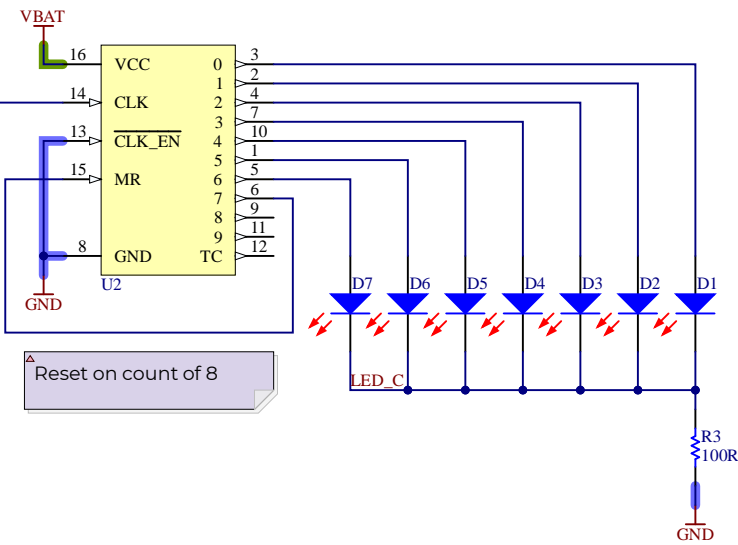 VBAT
16 VCC 0 3
1 2
14 CLK 2 4
3 7
13 CLK_EN 4 10
5 1
15 MR 6 5
7 6
8 9
9 11
8 GND TC 12
U2
GND
D7 D6 D5 D4 D3 D2 D1
Reset on count of 8
LED_C
R3
100R
GND